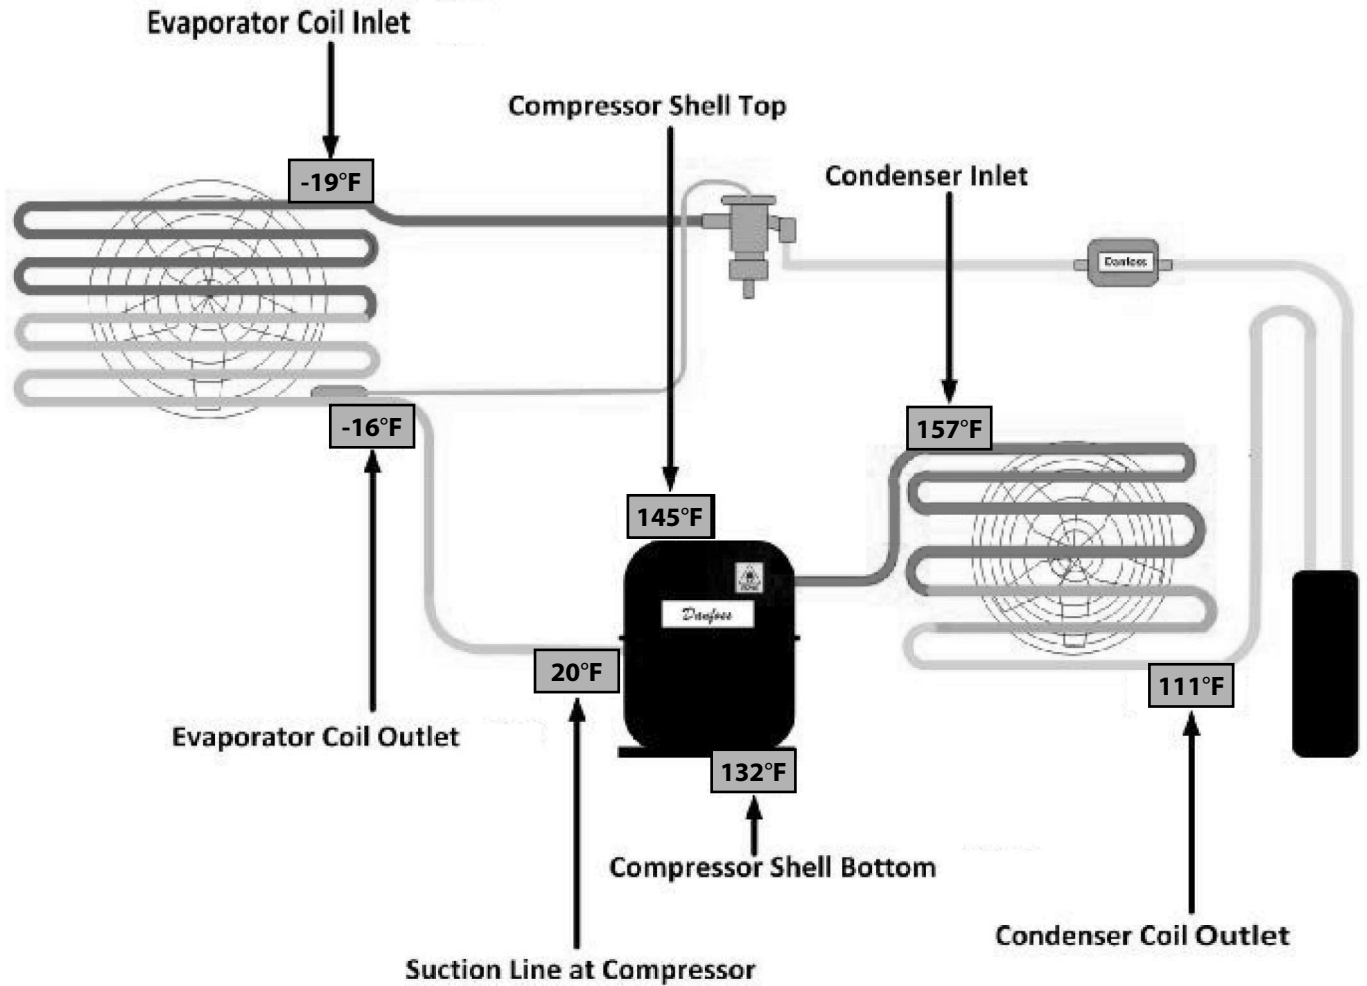 Evaporator Coil Inlet
Compressor Shell Top
-19°F
Condenser Inlet
Danfoss
-16°F
157°F
145°F
Danfoss
20°F
111°F
Evaporator Coil Outlet
132°F
Compressor Shell Bottom
Condenser Coil Outlet
Suction Line at Compressor